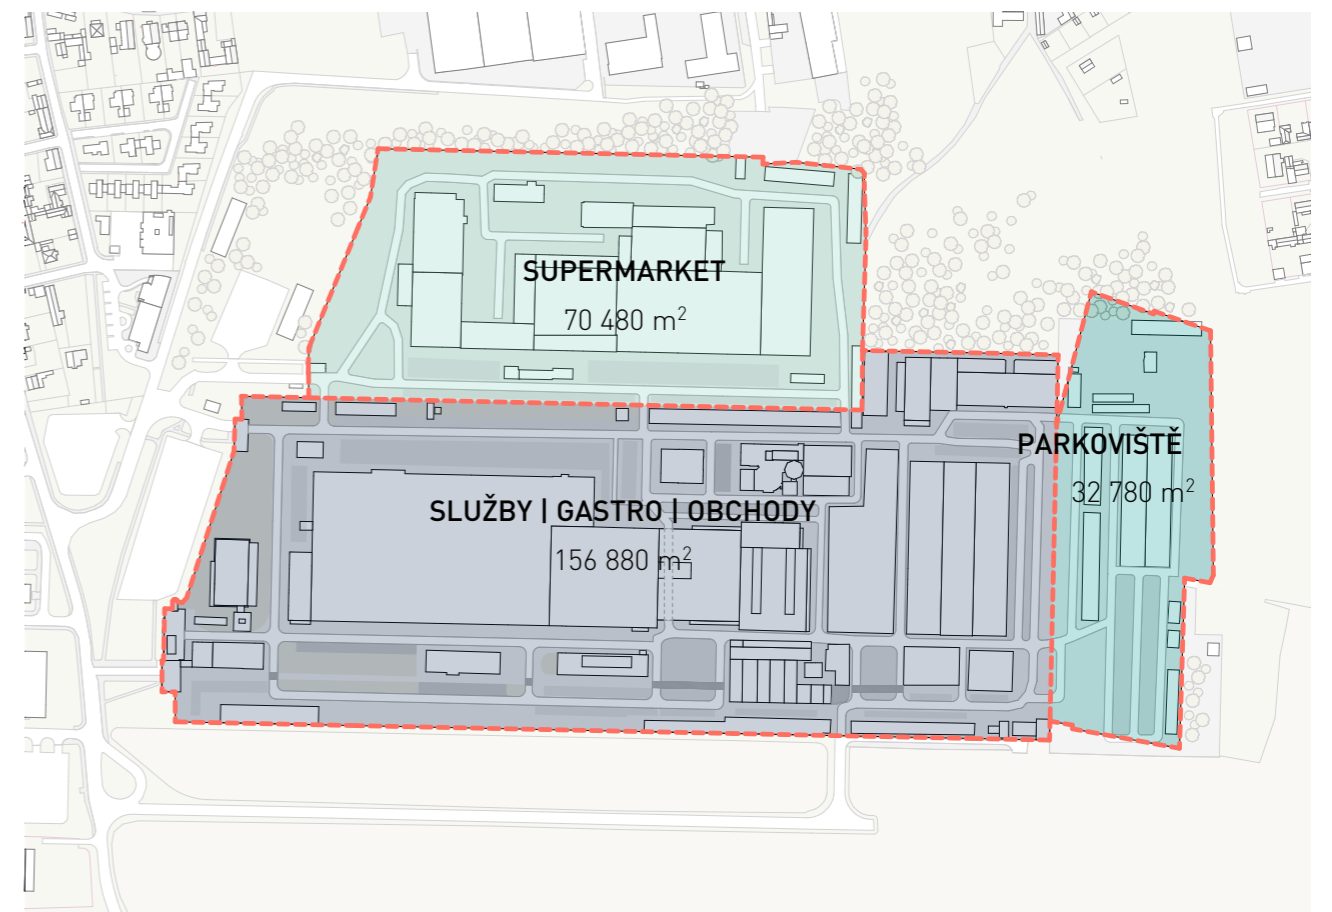 SUPERMARKET
70 480 m²
PARKOVIŠTĚ
32 780 m²
SLUŽBY | GASTRO | OBCHODY
156 880 m²